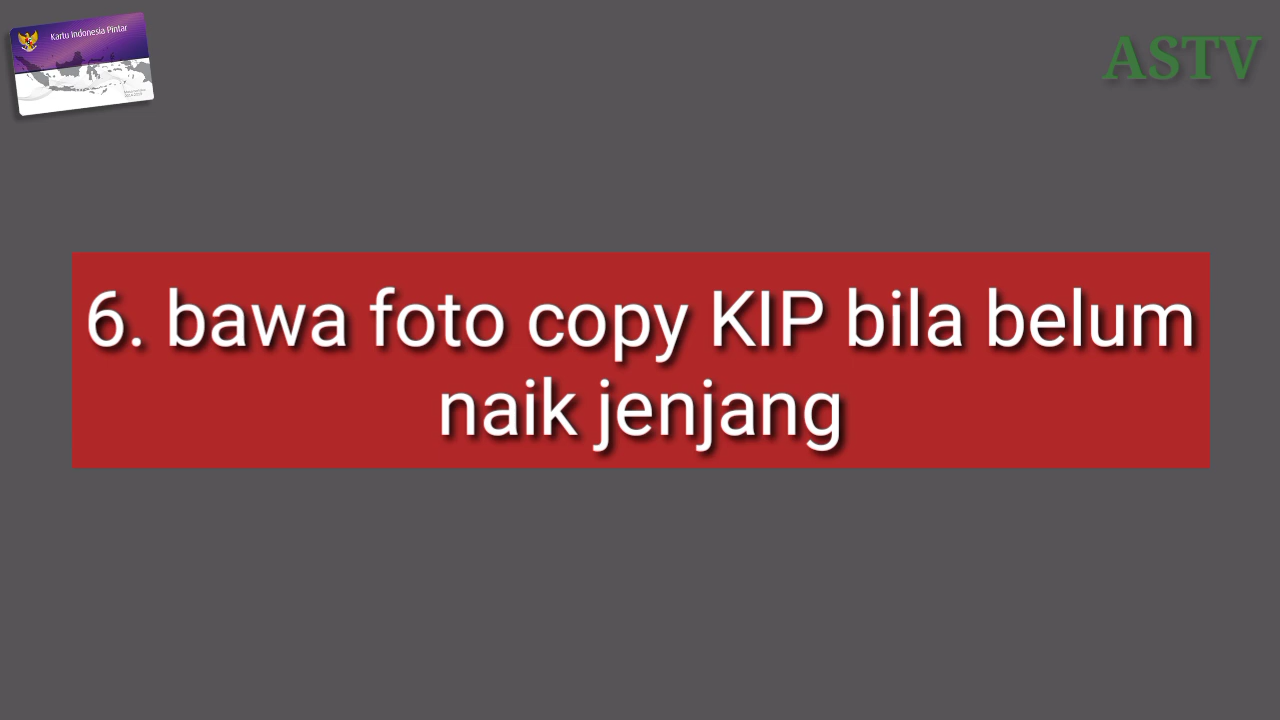 Kartu Indonesia Pintar
ASTV
6. bawa foto copy KIP bila belum
naik jenjang